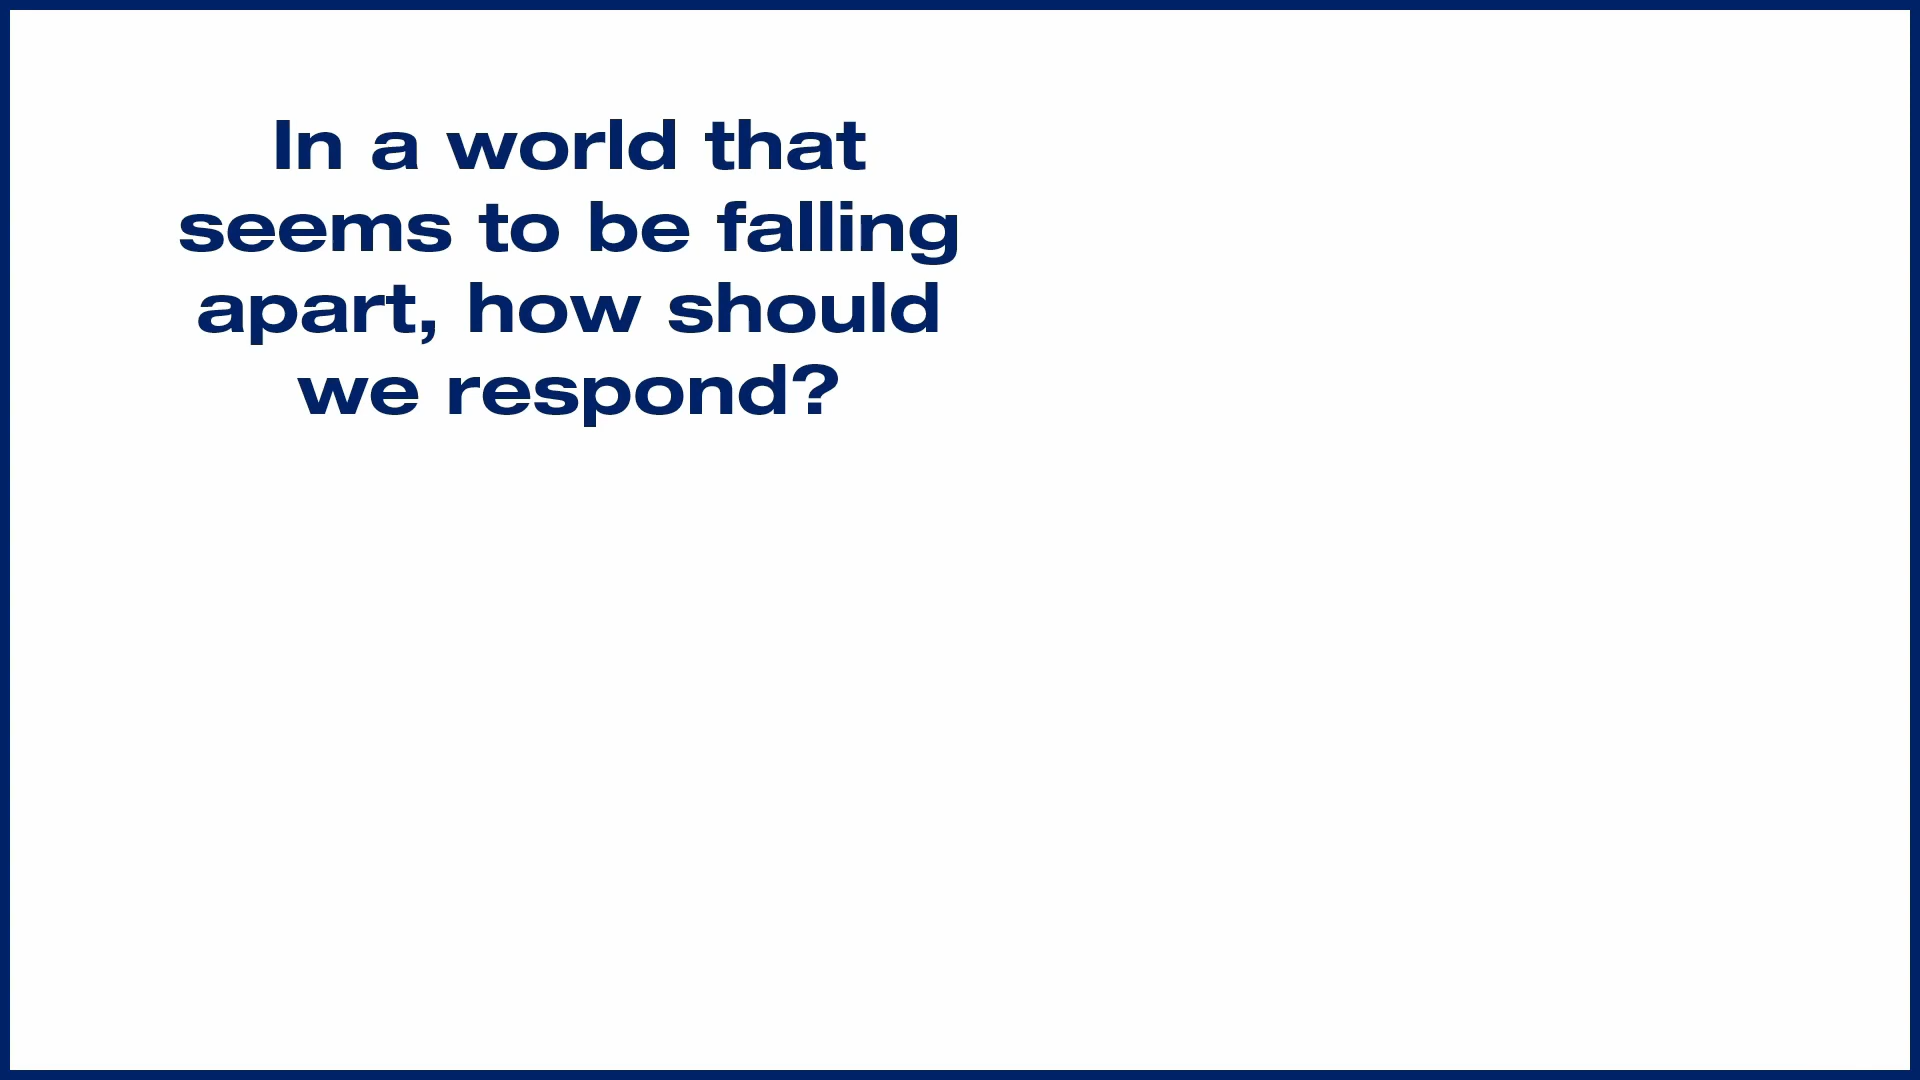 In a world that
seems to be falling
apart, how should
we respond?